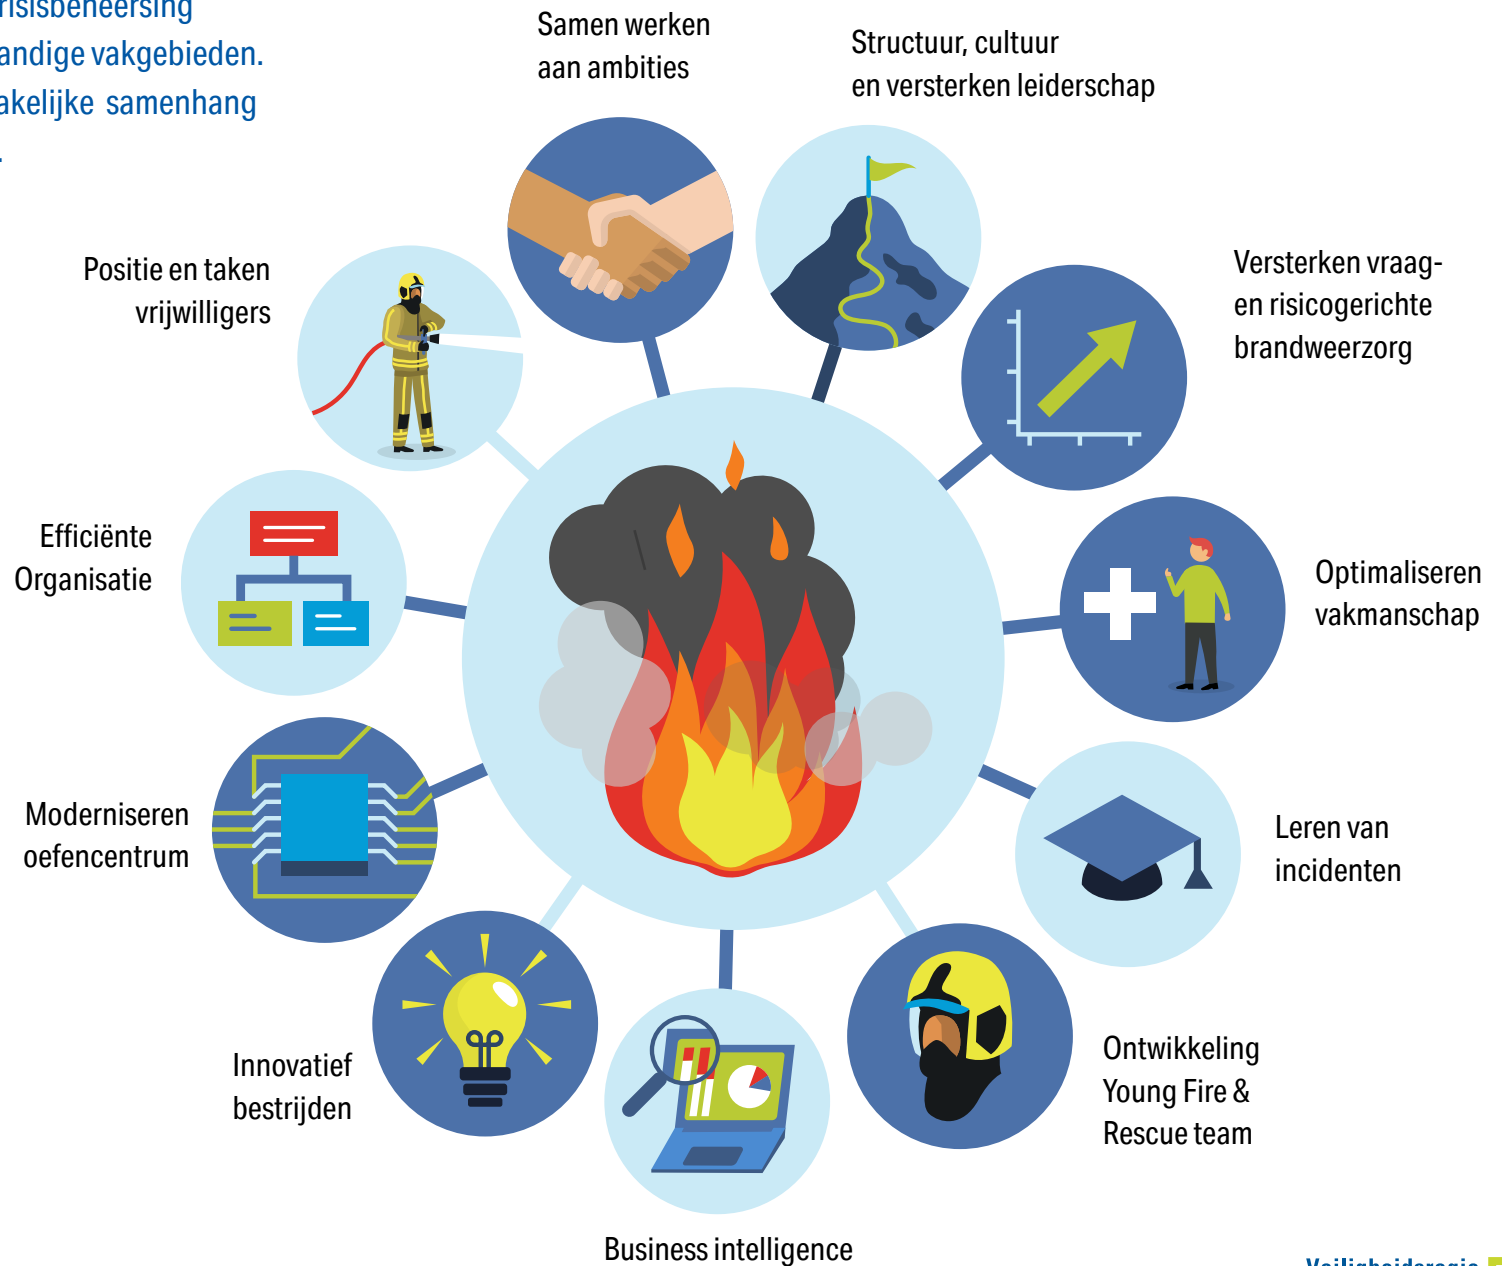 andige vakgebieden.
akelijke samenhang
Samen werken
aan ambities
Structuur, cultuur
en versterken leiderschap
Versterken vraag-
en risicogerichte
brandweerzorg
Optimaliseren
vakmanschap
Leren van
incidenten
Ontwikkeling
Young Fire &
Rescue team
Business intelligence
Innovatief
bestrijden
Moderniseren
oefencentrum
Efficiënte
Organisatie
Positie en taken
vrijwilligers